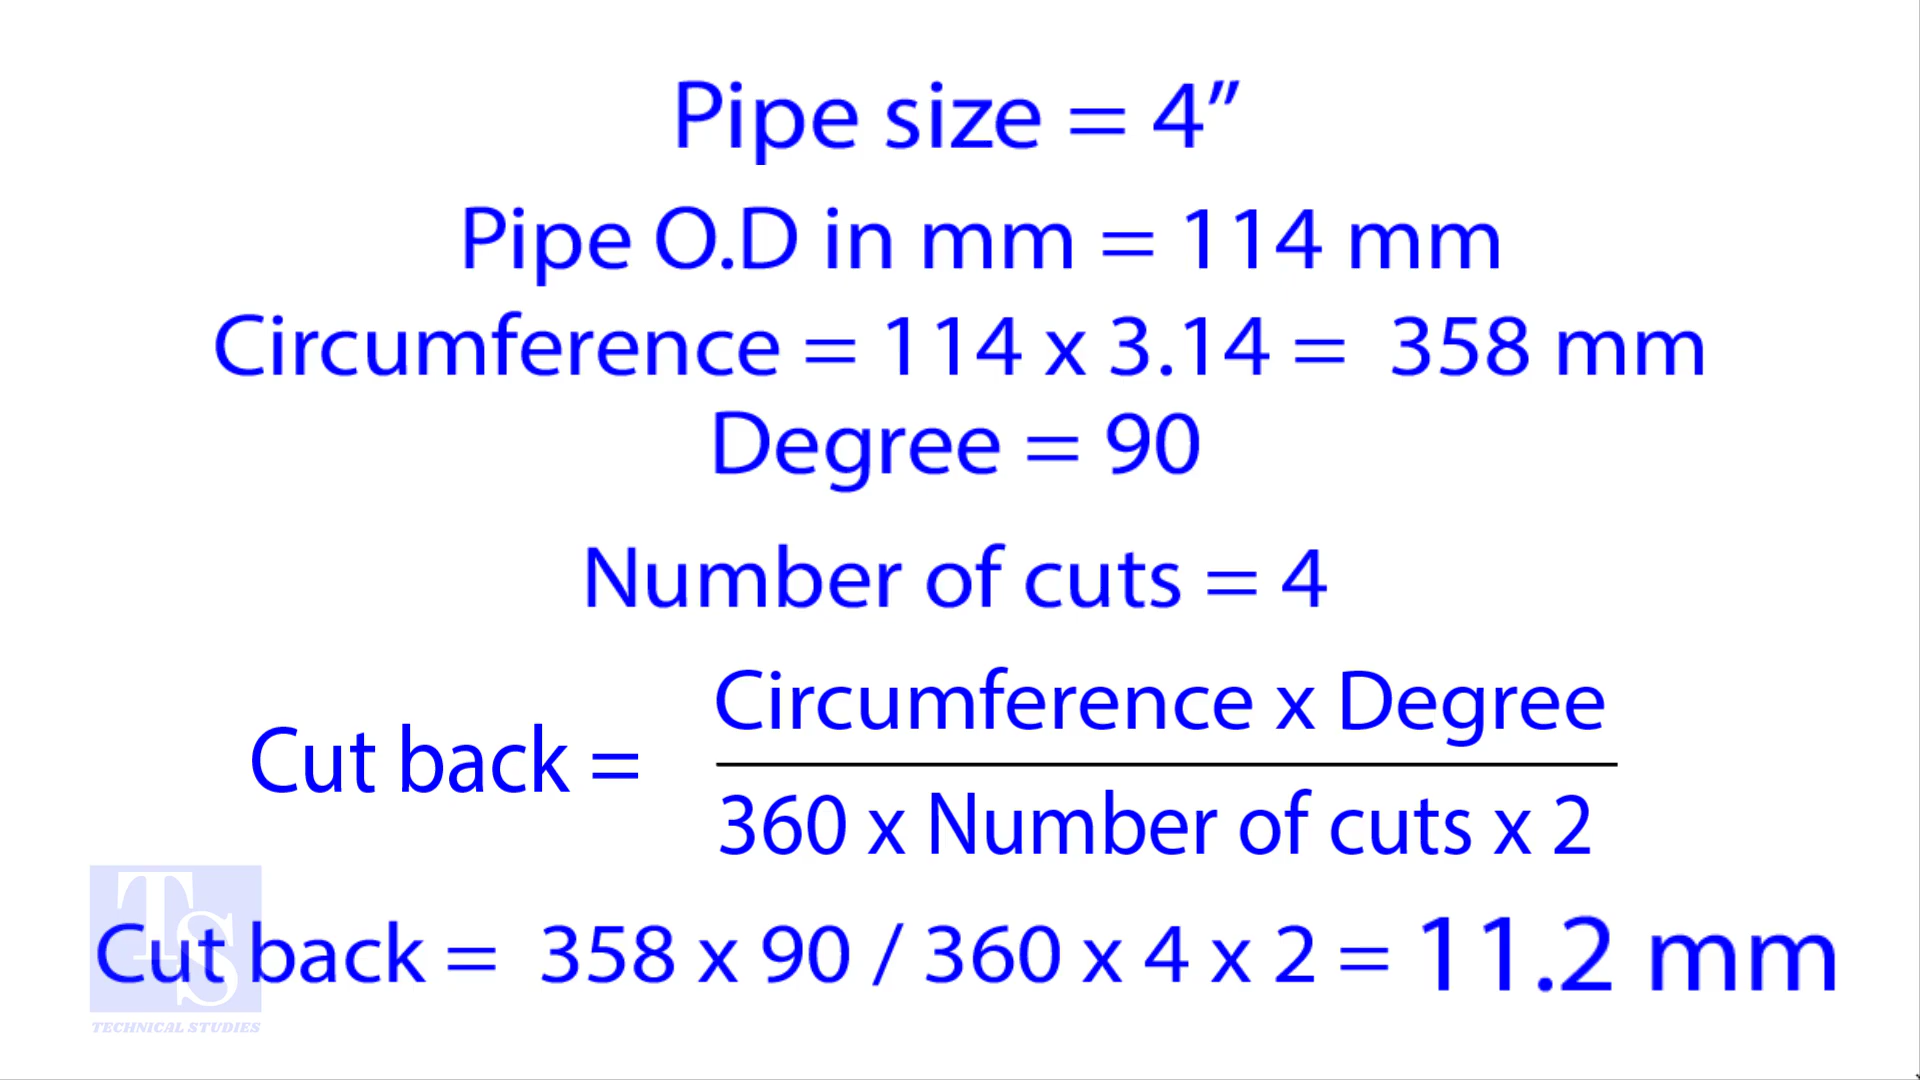 Pipe size = 4”
Pipe O.D in mm = 114 mm
Circumference = 114 x 3.14 = 358 mm
Degree = 90
Number of cuts = 4
Cut back =
Circumference x Degree
360 x Number of cuts x 2
Cut back = 358 x 90 / 360 x 4 x 2 = 11.2 mm
TS
TECHNICAL STUDIES